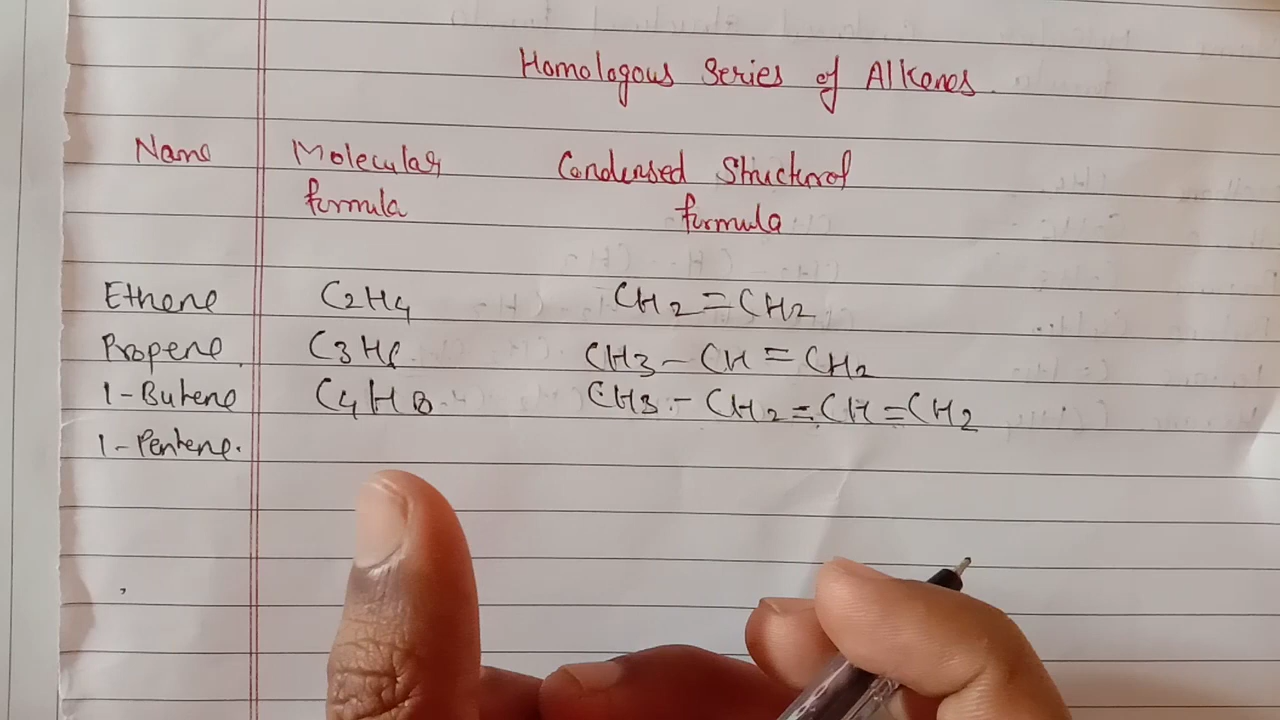 Homologous Series of Alkenes
Name Molecular Condensed Structural
formula formula
Ethene C2H4 CH2=CH2
Propene C3H6 CH3-CH=CH2
1-Butene C4H8 CH3-CH2=CH=CH2
1-Pentene.